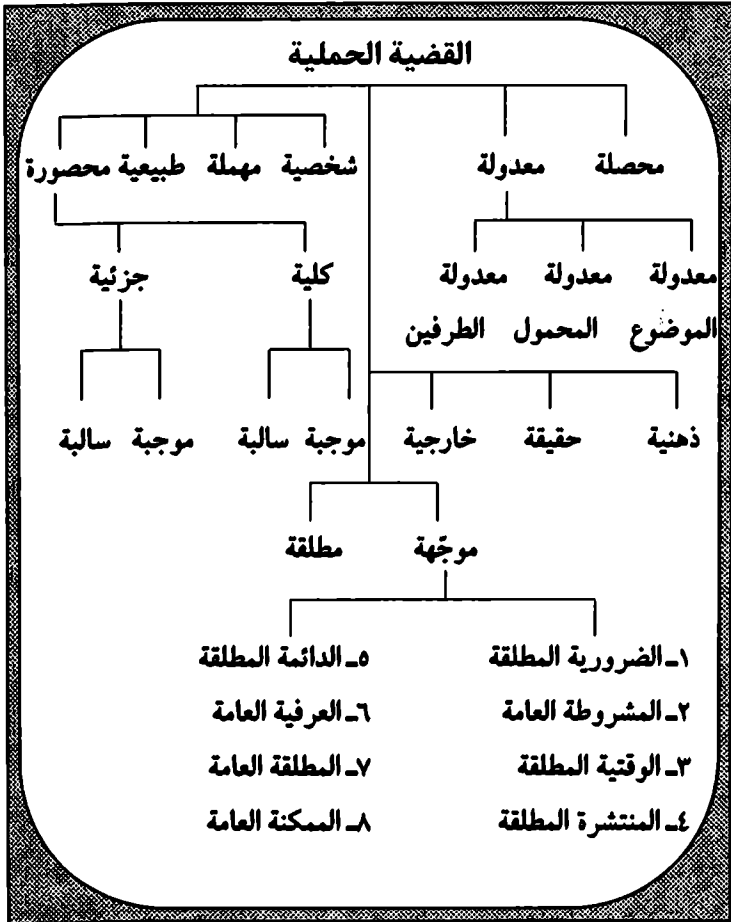 القضية الحملية
محصلة معدولة شخصية مهملة طبيعية محصورة
معدولة معدولة معدولة كلية جزئية
الموضوع المحمول الطرفين
ذهنية حقيقة خارجية موجبة سالبة موجبة سالبة
موجّهة مطلقة
١ـ الضرورية المطلقة ٥ـ الدائمة المطلقة
٢ـ المشروطة العامة ٦ـ العرفية العامة
٣ـ الوقتية المطلقة ٧ـ المطلقة العامة
٤ـ المنتشرة المطلقة ٨ـ الممكنة العامة